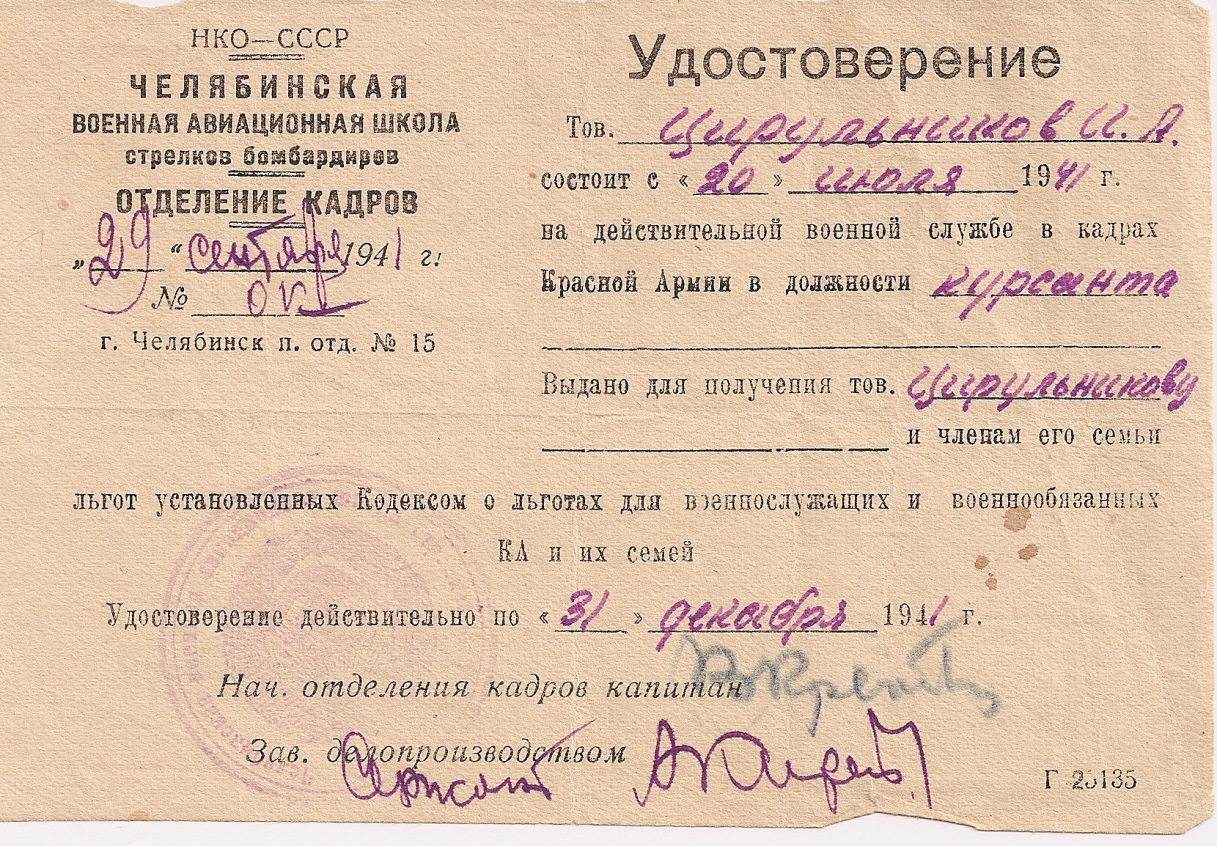 НКО—СССР
ЧЕЛЯБИНСКАЯ
ВОЕННАЯ АВИАЦИОННАЯ ШКОЛА
стрелков бомбардиров
ОТДЕЛЕНИЕ КАДРОВ
„29 “ сентября 1941 г.
№
г. Челябинск п. отд. № 15
Удостоверение
Тов. Цирульников И. А.
состоит с «20» июля 1941 г.
на действительной военной службе в кадрах
Красной Армии в должности курсанта
Выдано для получения тов. Цирульникову
и членам его семьи
льгот установленных Кодексом о льготах для военнослужащих и военнообязанных
КА и их семей
Удостоверение действительно по «31» декабря 1941 г.
Нач. отделения кадров капитан
Зав. делопроизводством
Сержант
Г 25135